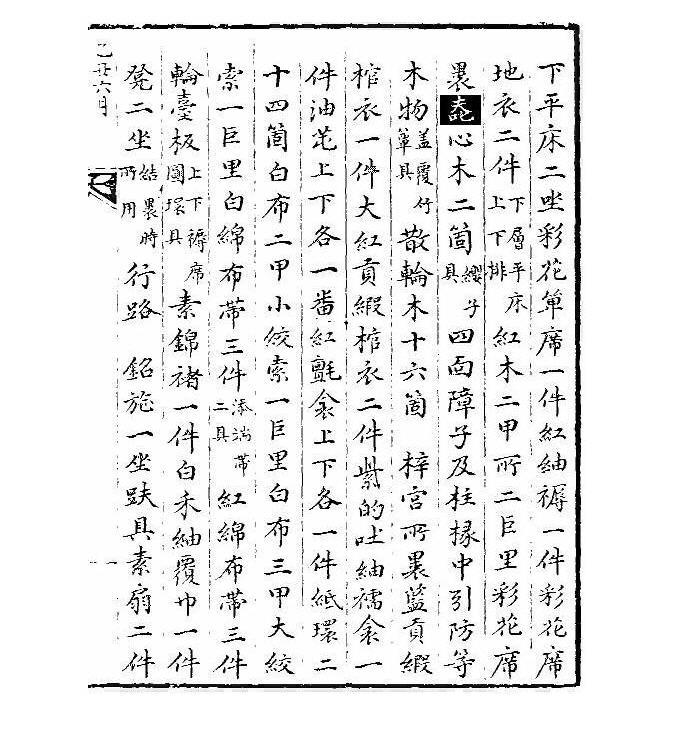 下平床二坐彩花單席一件紅紬褥一件彩花席
地衣二件下層平床上下排紅木二甲所二巨里彩花席
裹 心木二箇纓子具四面障子及柱椽中引防等
木物蓋覆竹簟具散輪木十六箇 梓宮所裹藍貢緞
棺衣一件大紅貢緞棺衣二件紫的吐紬襦衾一
件油芚上下各一番紅氈衾上下各一件紙環二
十四箇白布二甲小絞索一巨里白布三甲大絞
索一巨里白綿布帶三件添湍帶二具紅綿布帶三件
輪臺板上下褥席圓環具素錦褚一件白禾紬覆巾一件
凳二坐結裹時所用行路 銘旌一坐趺具素扇二件
乙丑六月
一